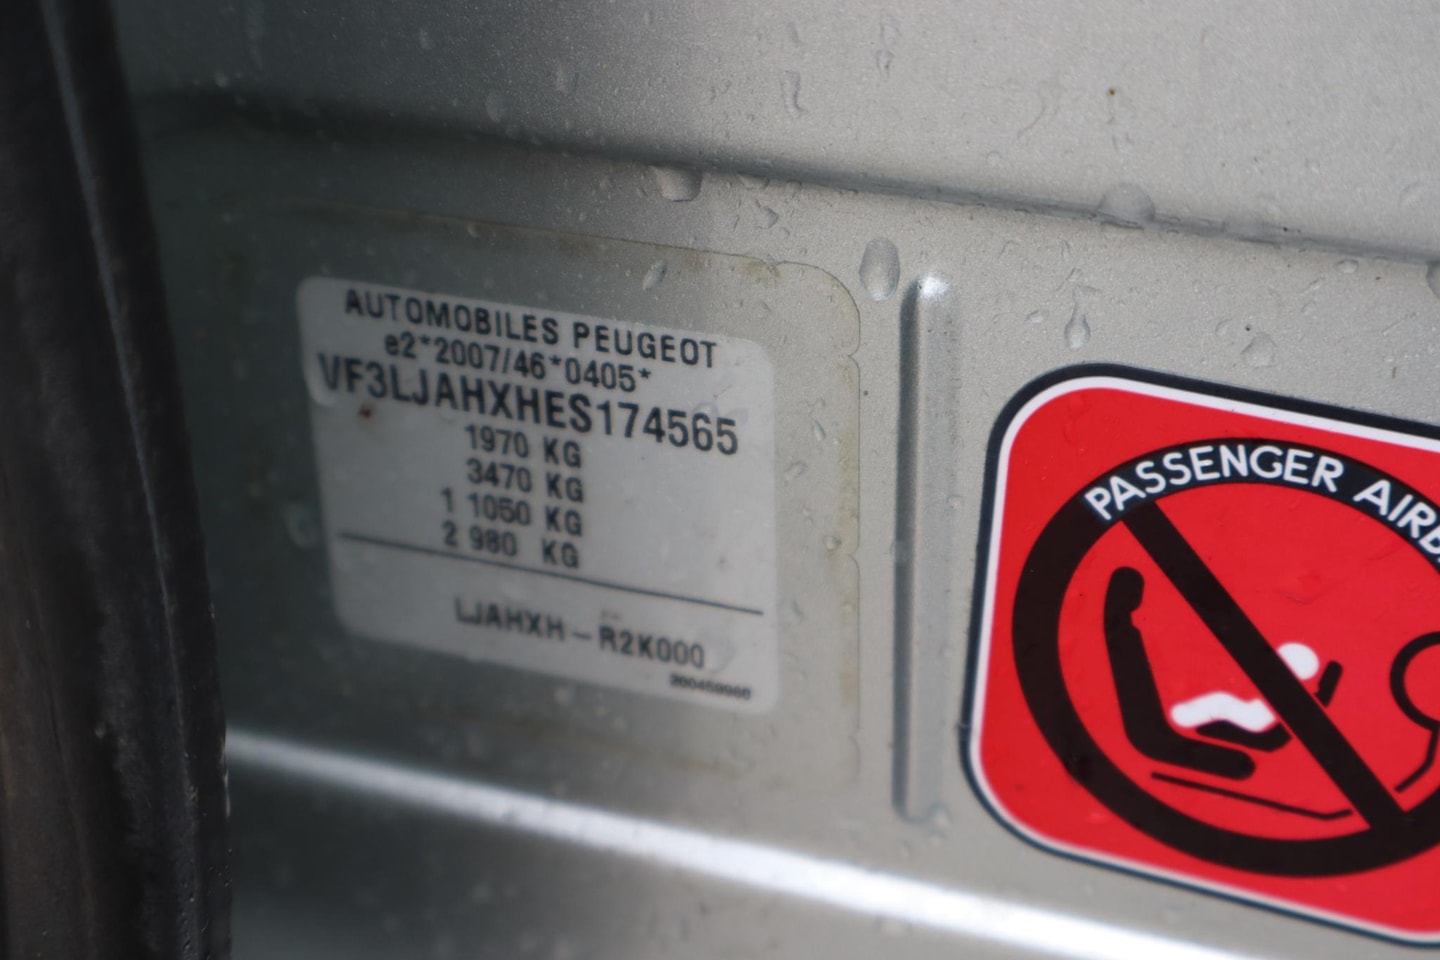 AUTOMOBILES PEUGEOT
e2*2007/46*0405*
VF3LJAHXHES174565
1970 KG
3470 KG
1 1050 KG
2 980 KG
LJAHXH-R2K000
PASSENGER